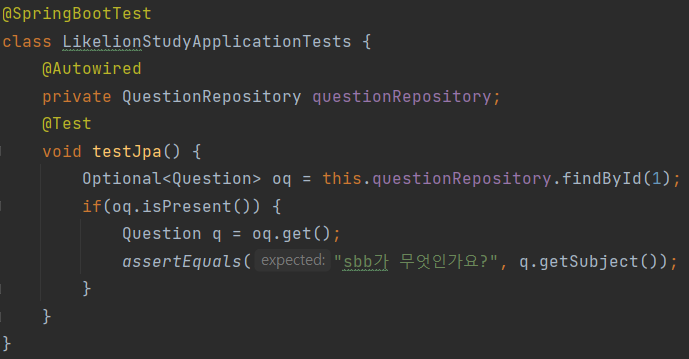 @SpringBootTest
class LikelionStudyApplicationTests {
@Autowired
private QuestionRepository questionRepository;
@Test
void testJpa() {
Optional<Question> oq = this.questionRepository.findById(1);
if(oq.isPresent()) {
Question q = oq.get();
assertEquals( expected: "sbb가 무엇인가요?", q.getSubject());
}
}
}